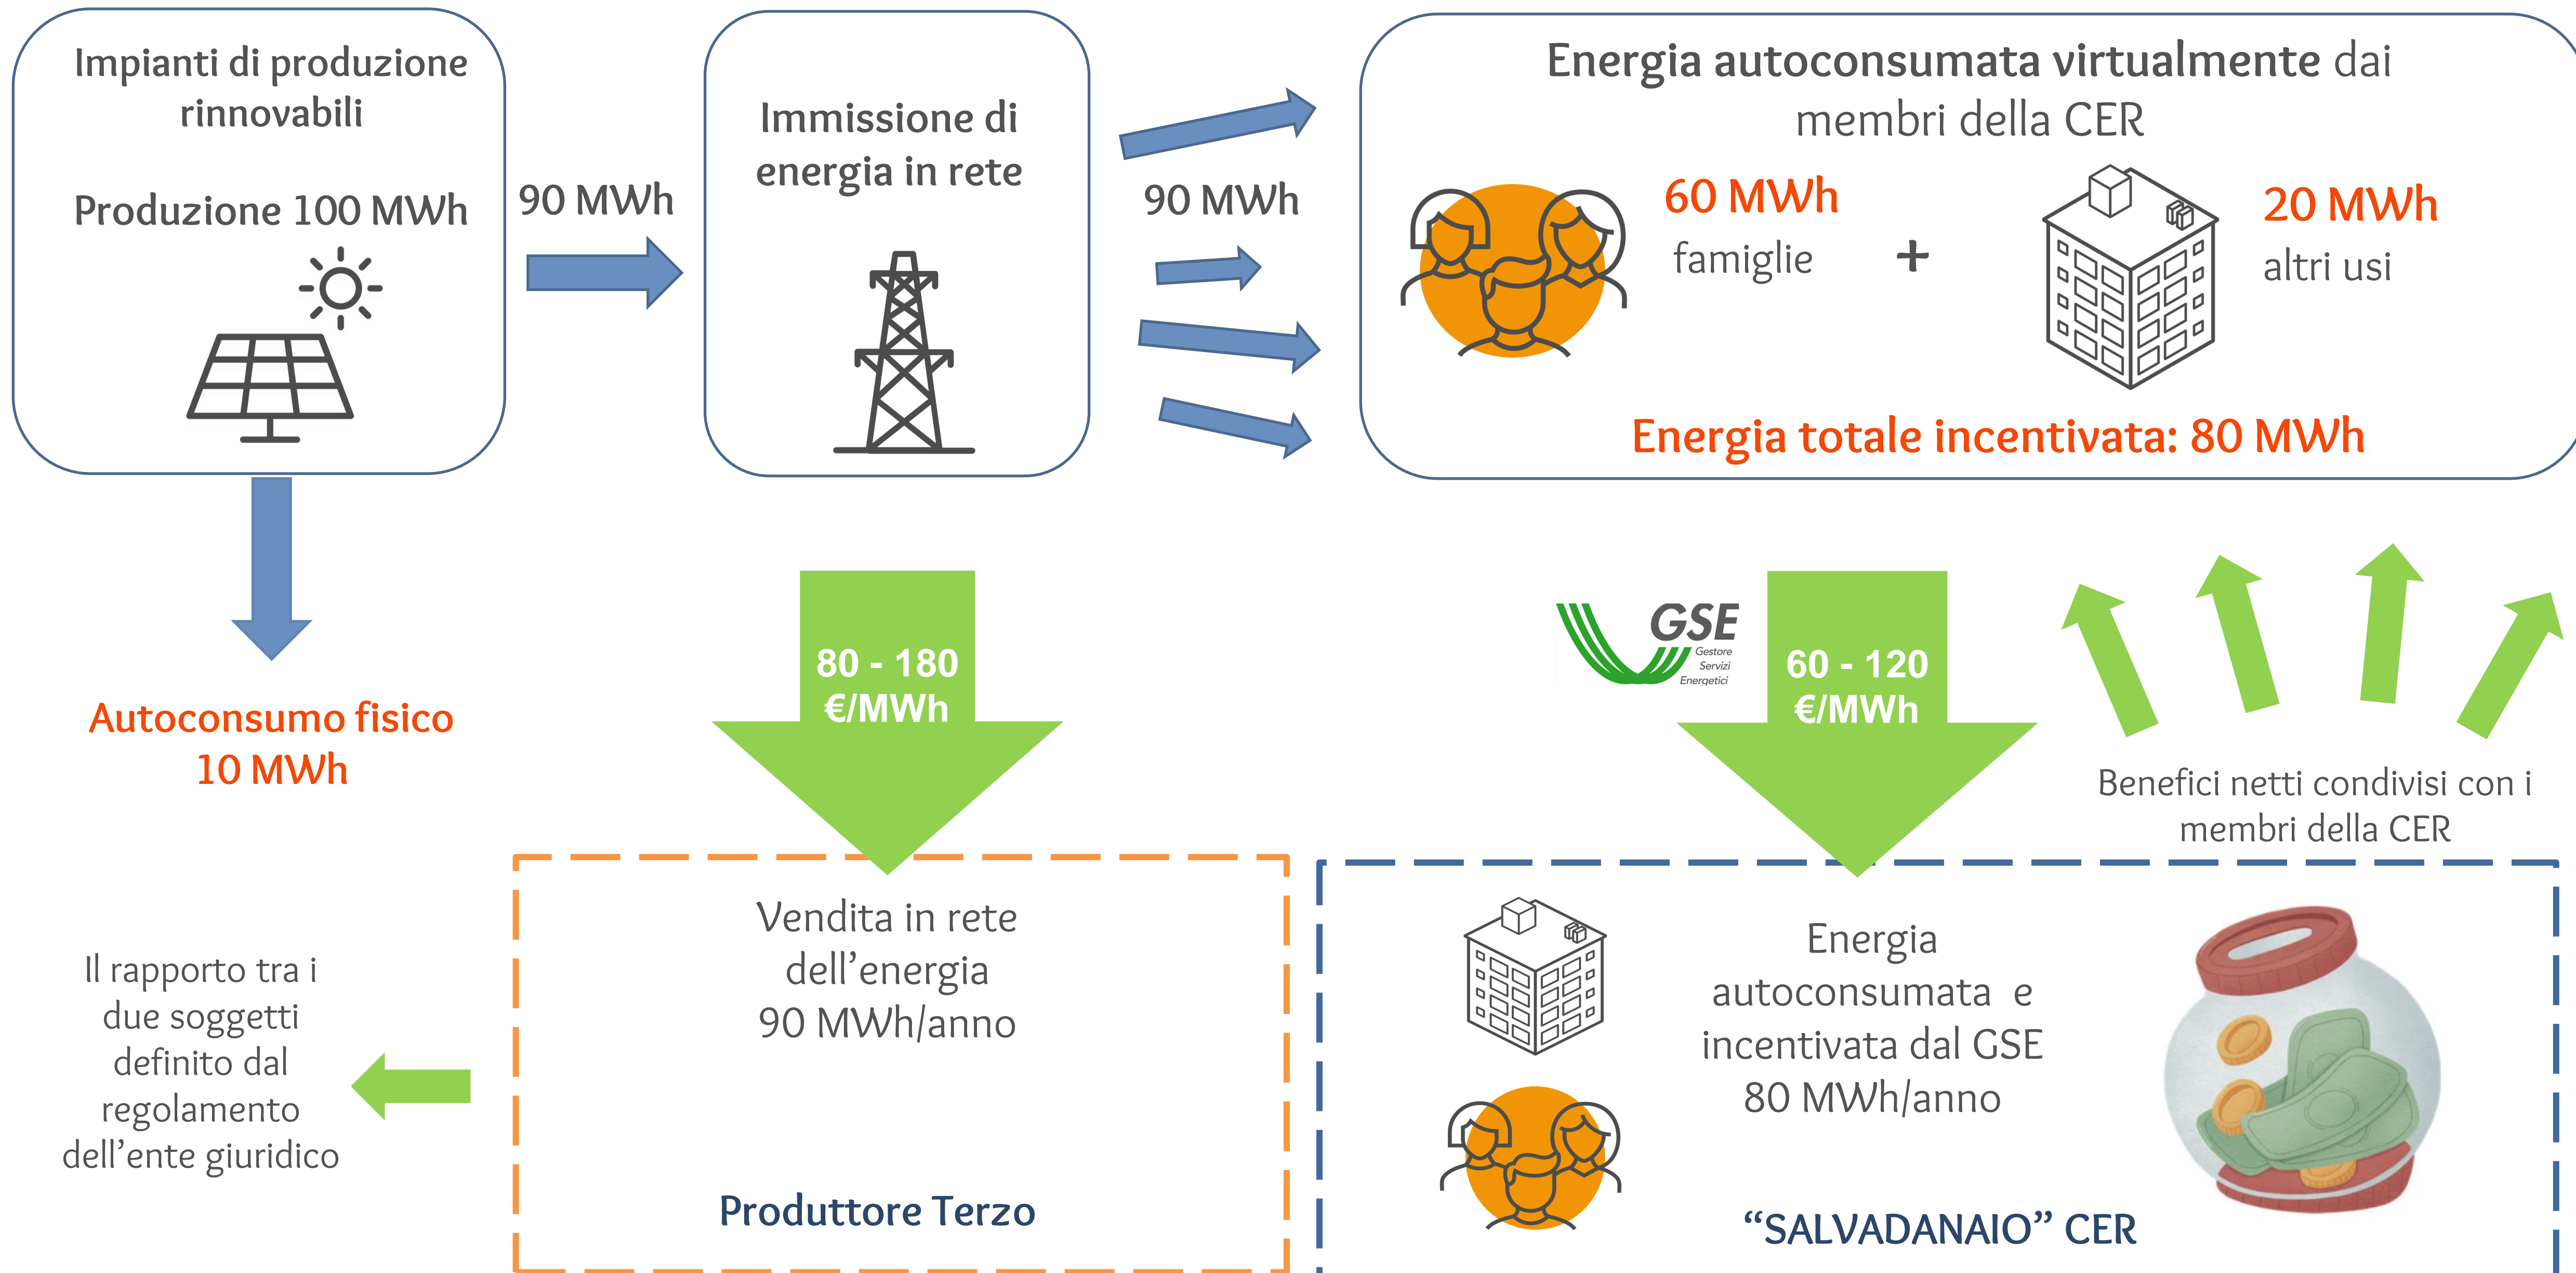 Impianti di produzione
rinnovabili
Produzione 100 MWh
90 MWh
Immissione di
energia in rete
90 MWh
Energia autoconsumata virtualmente dai
membri della CER
60 MWh
famiglie
+
20 MWh
altri usi
Energia totale incentivata: 80 MWh
Autoconsumo fisico
10 MWh
80 - 180
€/MWh
GSE
Gestore
Servizi
Energetici
60 - 120
€/MWh
Benefici netti condivisi con i
membri della CER
Il rapporto tra i
due soggetti
definito dal
regolamento
dell’ente giuridico
Vendita in rete
dell’energia
90 MWh/anno
Produttore Terzo
Energia
autoconsumata e
incentivata dal GSE
80 MWh/anno
“SALVADANAIO” CER